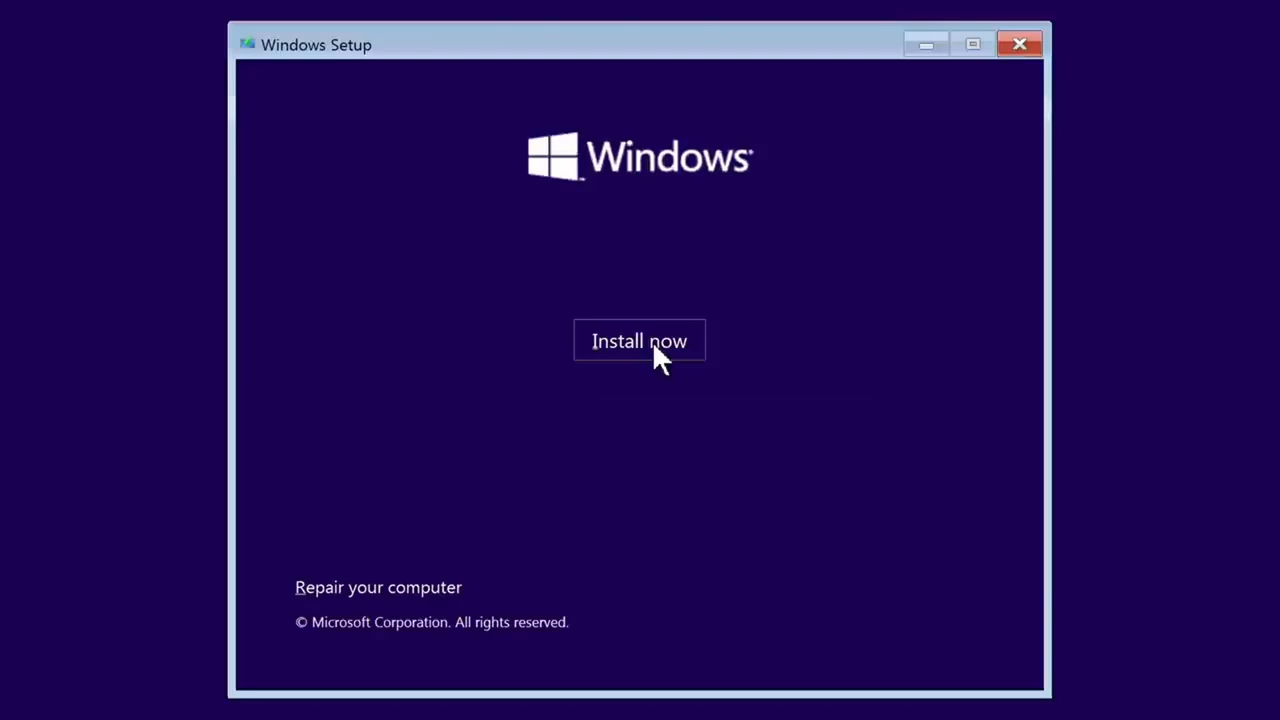 Windows Setup
Windows
Install now
Repair your computer
© Microsoft Corporation. All rights reserved.